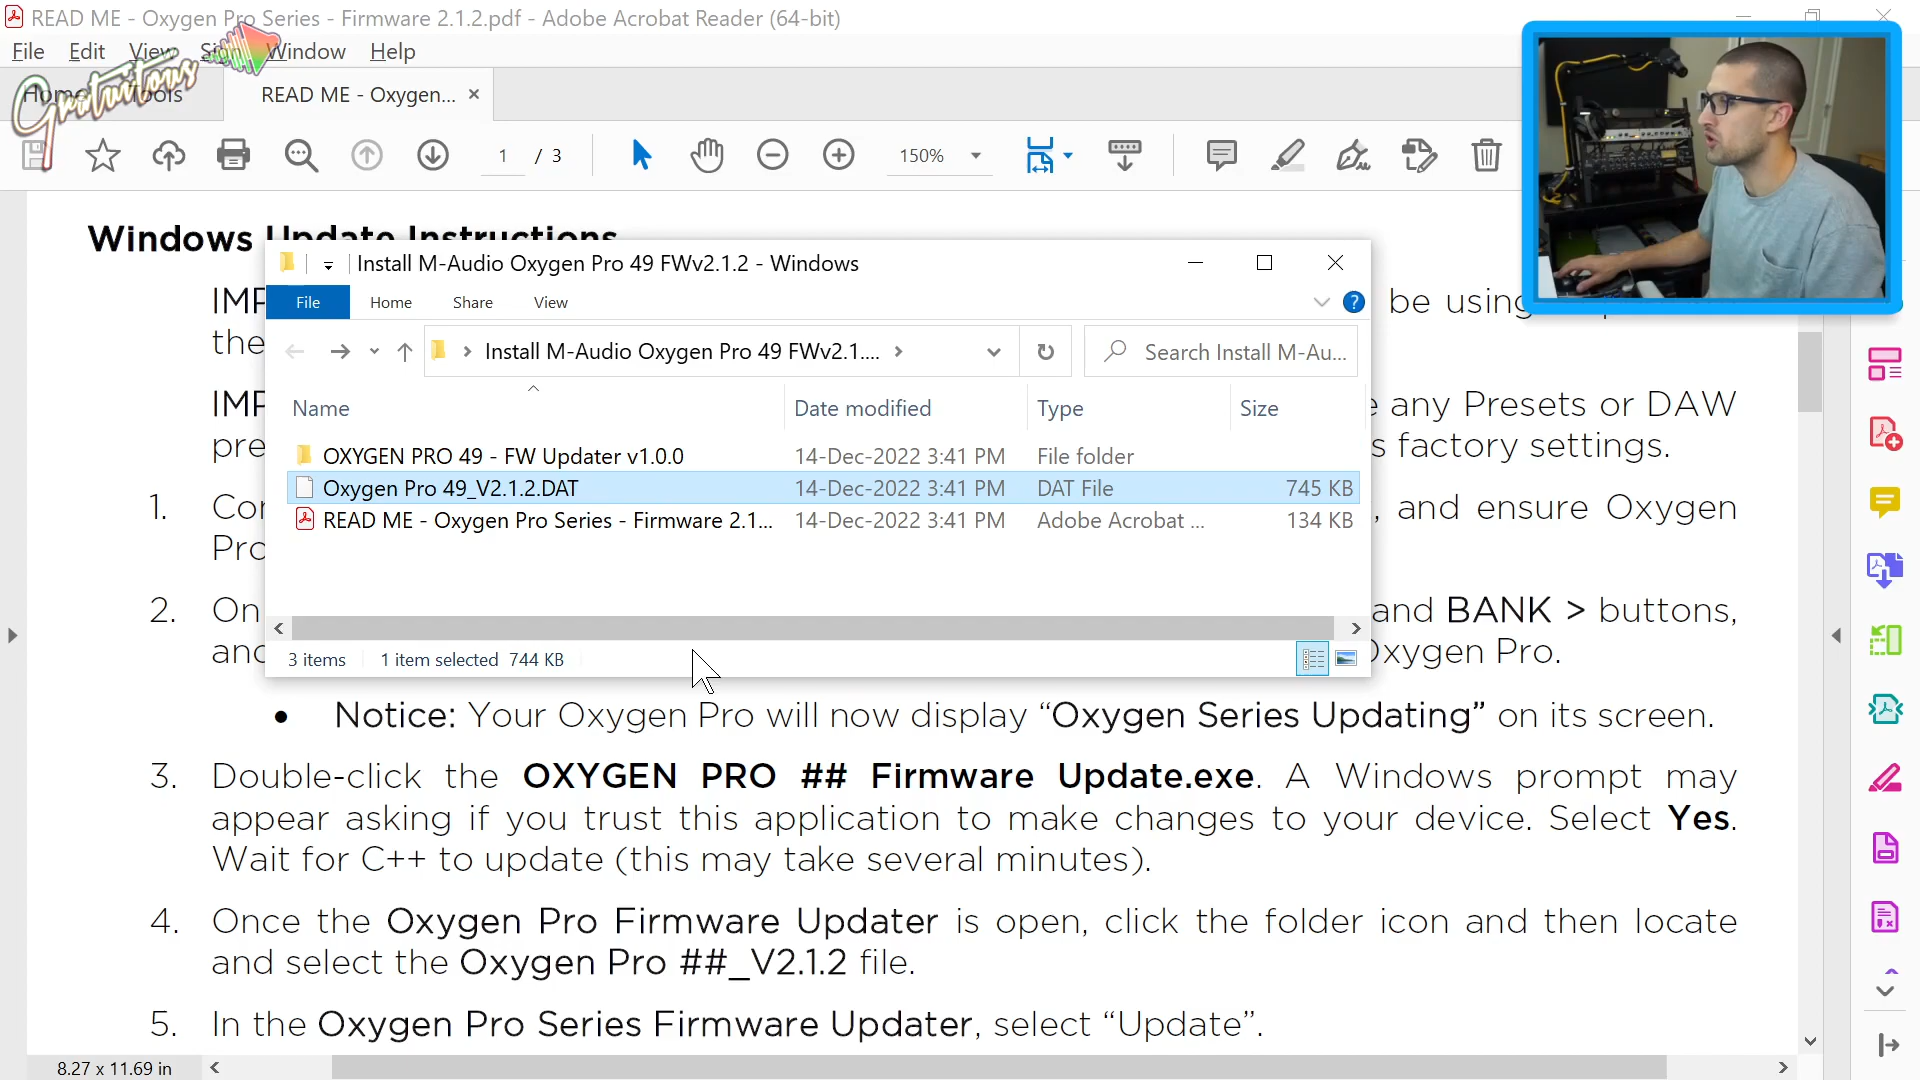 READ ME - Oxygen Pro Series - Firmware 2.1.2.pdf - Adobe Acrobat Reader (64-bit)
File Edit View Sign Window Help
Gratuitous
Home Tools READ ME - Oxygen...
1 / 3 150%
Windows Update Instructions
Install M-Audio Oxygen Pro 49 FWv2.1.2 - Windows
File Home Share View
IMP be using
the
Install M-Audio Oxygen Pro 49 FWv2.1.... Search Install M-Au...
IMP any Presets or DAW
pre factory settings.
Name Date modified Type Size
OXYGEN PRO 49 - FW Updater v1.0.0 14-Dec-2022 3:41 PM File folder
Oxygen Pro 49_V2.1.2.DAT 14-Dec-2022 3:41 PM DAT File 745 KB
READ ME - Oxygen Pro Series - Firmware 2.1... 14-Dec-2022 3:41 PM Adobe Acrobat ... 134 KB
1. Con , and ensure Oxygen
Pro
2. On and BANK > buttons,
and Oxygen Pro.
3 items 1 item selected 744 KB
• Notice: Your Oxygen Pro will now display “Oxygen Series Updating” on its screen.
3. Double-click the OXYGEN PRO ## Firmware Update.exe. A Windows prompt may
appear asking if you trust this application to make changes to your device. Select Yes.
Wait for C++ to update (this may take several minutes).
4. Once the Oxygen Pro Firmware Updater is open, click the folder icon and then locate
and select the Oxygen Pro ##_V2.1.2 file.
5. In the Oxygen Pro Series Firmware Updater, select “Update”.
8.27 x 11.69 in